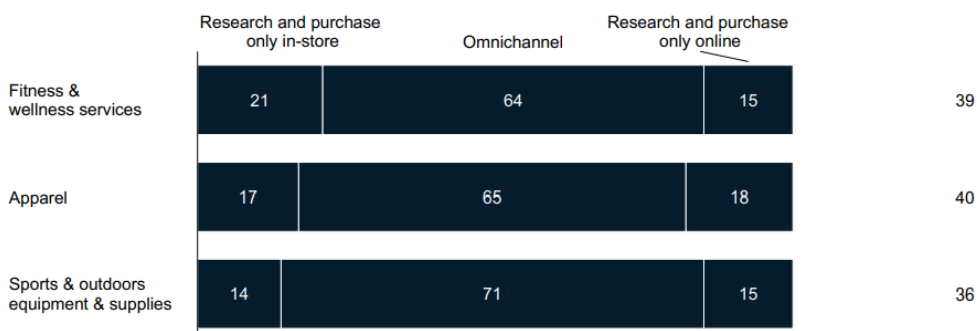 Research and purchase
only in-store
Omnichannel
Research and purchase
only online
Fitness &
wellness services
21
64
15
39
Apparel
17
65
18
40
Sports & outdoors
equipment & supplies
14
71
15
36